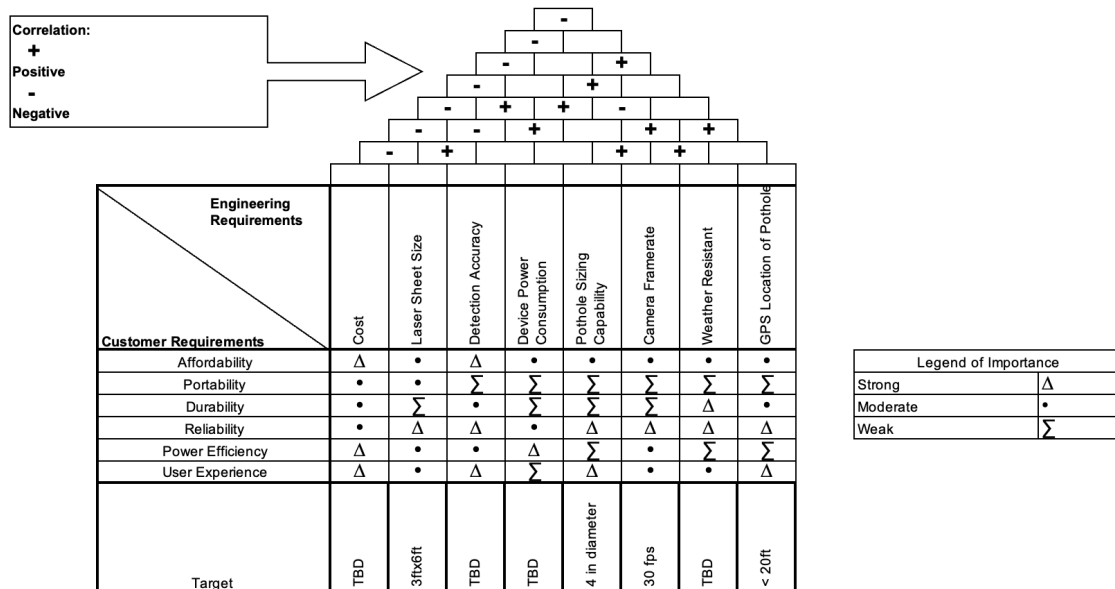 Correlation:
+
Positive
-
Negative
-
-
- +
- +
- + + -
- - + + +
- + + +
Engineering
Requirements
Customer Requirements
Cost
Laser Sheet Size
Detection Accuracy
Device Power
Consumption
Pothole Sizing
Capability
Camera Framerate
Weather Resistant
GPS Location of Pothole
Affordability Δ • Δ • • • • •
Portability • • Σ Σ Σ Σ Σ Σ
Durability • Σ • Σ Σ Σ Δ •
Reliability • Δ Δ • Δ Δ Δ Δ
Power Efficiency Δ • • Δ Σ • Σ Σ
User Experience Δ • Δ Σ Δ • • Δ
Target TBD 3ftx6ft TBD TBD 4 in diameter 30 fps TBD < 20ft
Legend of Importance
Strong Δ
Moderate •
Weak Σ